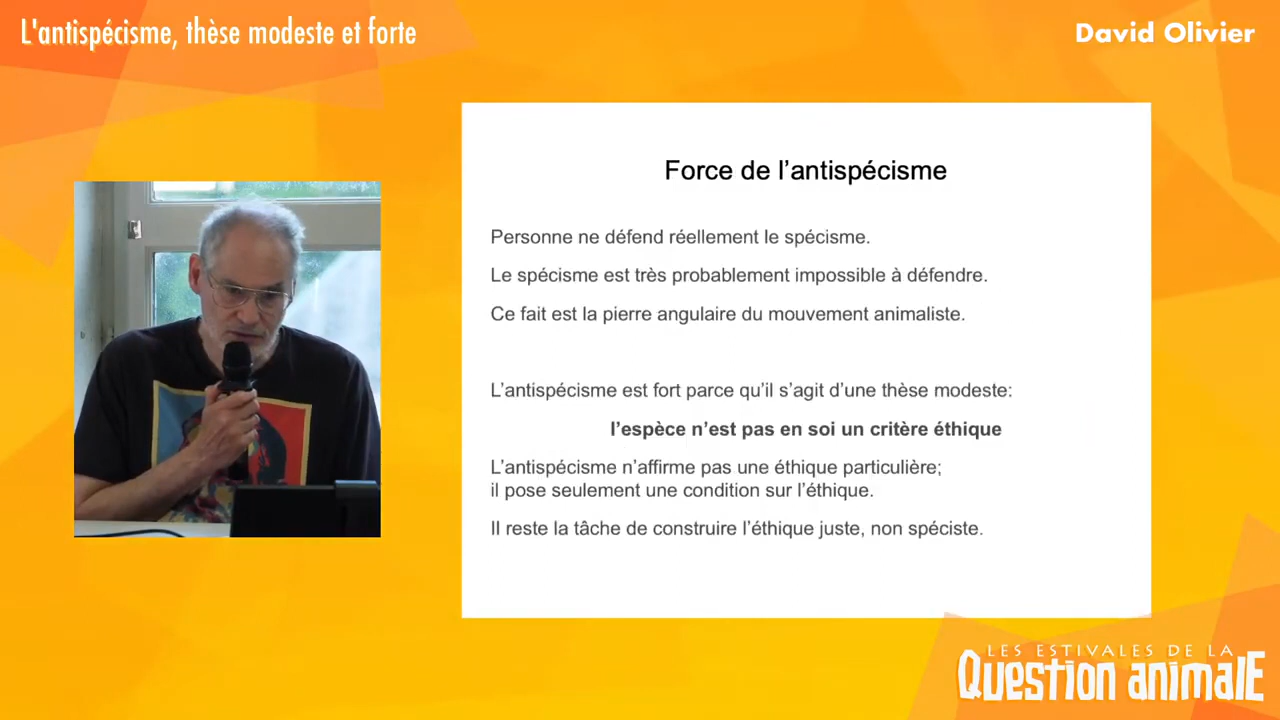 L'antispécisme, thèse modeste et forte
David Olivier
Force de l'antispécisme
Personne ne défend réellement le spécisme.
Le spécisme est très probablement impossible à défendre.
Ce fait est la pierre angulaire du mouvement animaliste.
L'antispécisme est fort parce qu'il s'agit d'une thèse modeste:
l'espèce n'est pas en soi un critère éthique
L'antispécisme n'affirme pas une éthique particulière;
il pose seulement une condition sur l'éthique.
Il reste la tâche de construire l'éthique juste, non spéciste.
LES ESTIVALES DE LA
QUESTION ANIMALE